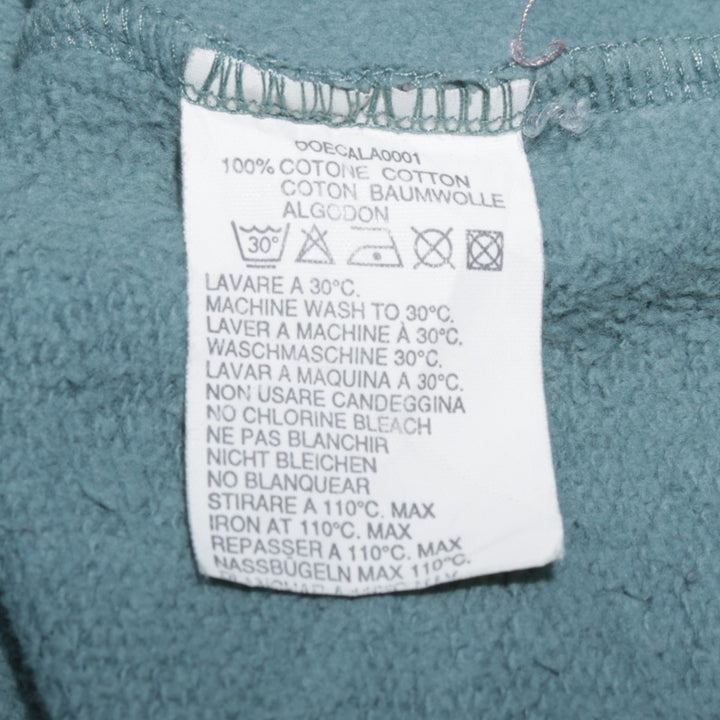 DOECALA0001
100% COTONE COTTON
COTON BAUMWOLLE
ALGODON
30°
LAVARE A 30°C.
MACHINE WASH TO 30°C.
LAVER A MACHINE À 30°C.
WASCHMASCHINE 30°C.
LAVAR A MAQUINA A 30°C.
NON USARE CANDEGGINA
NO CHLORINE BLEACH
NE PAS BLANCHIR
NICHT BLEICHEN
NO BLANQUEAR
STIRARE A 110°C. MAX
IRON AT 110°C. MAX
REPASSER A 110°C. MAX
NASSBÜGELN MAX 110°C.